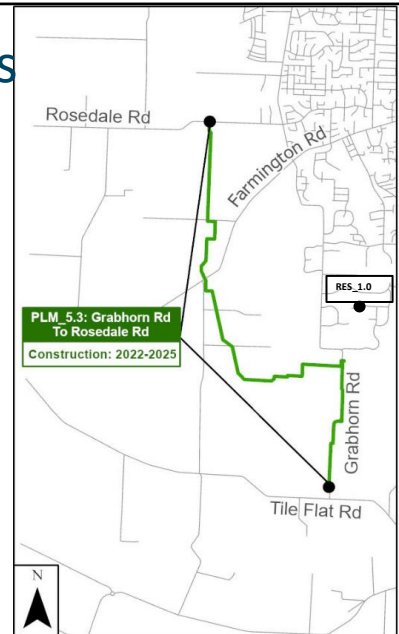 s
Rosedale Rd
Farmington Rd
RES_1.0
PLM_5.3: Grabhorn Rd
To Rosedale Rd
Construction: 2022-2025
Grabhorn Rd
Tile Flat Rd
N